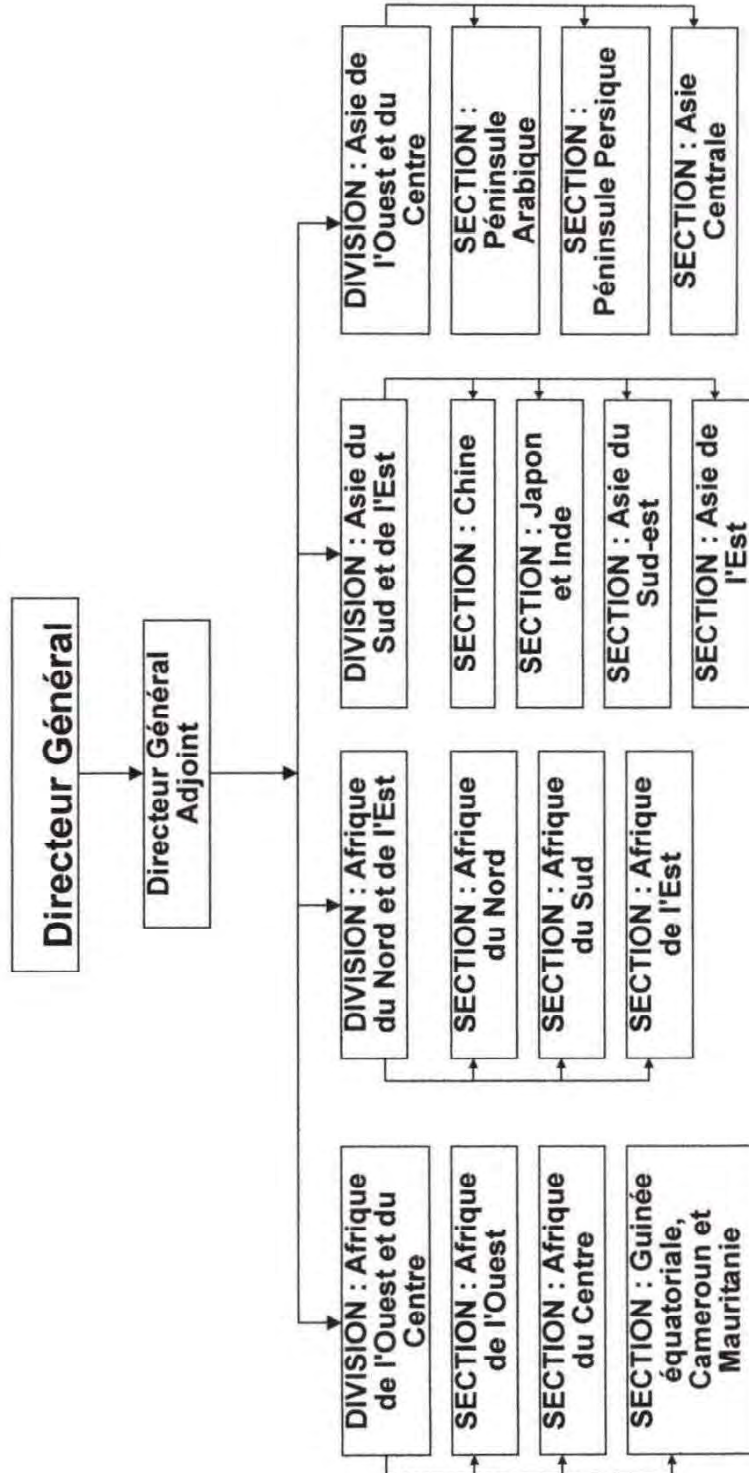 Directeur Général
Directeur Général
Adjoint
DIVISION : Afrique
de l'Ouest et du
Centre
SECTION : Afrique
de l'Ouest
SECTION : Afrique
du Centre
SECTION : Guinée
équatoriale,
Cameroun et
Mauritanie
DIVISION : Afrique
du Nord et de l'Est
SECTION : Afrique
du Nord
SECTION : Afrique
du Sud
SECTION : Afrique
de l'Est
DIVISION : Asie du
Sud et de l'Est
SECTION : Chine
SECTION : Japon
et Inde
SECTION : Asie du
Sud-est
SECTION : Asie de
l'Est
DIVISION : Asie de
l'Ouest et du
Centre
SECTION :
Péninsule
Arabique
SECTION :
Péninsule Persique
SECTION : Asie
Centrale